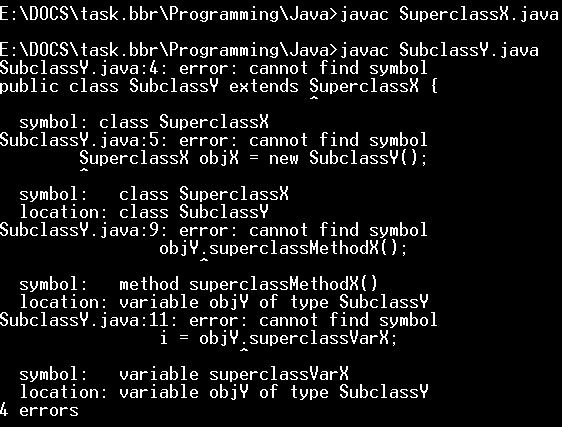 E:\DOCS\task.bbr\Programming\Java>javac SuperclassX.java
E:\DOCS\task.bbr\Programming\Java>javac SubclassY.java
SubclassY.java:4: error: cannot find symbol
public class SubclassY extends SuperclassX {
^
symbol: class SuperclassX
SubclassY.java:5: error: cannot find symbol
SuperclassX objX = new SubclassY();
^
symbol:   class SuperclassX
location: class SubclassY
SubclassY.java:9: error: cannot find symbol
objY.superclassMethodX();
^
symbol:   method superclassMethodX()
location: variable objY of type SubclassY
SubclassY.java:11: error: cannot find symbol
i = objY.superclassVarX;
^
symbol:   variable superclassVarX
location: variable objY of type SubclassY
4 errors